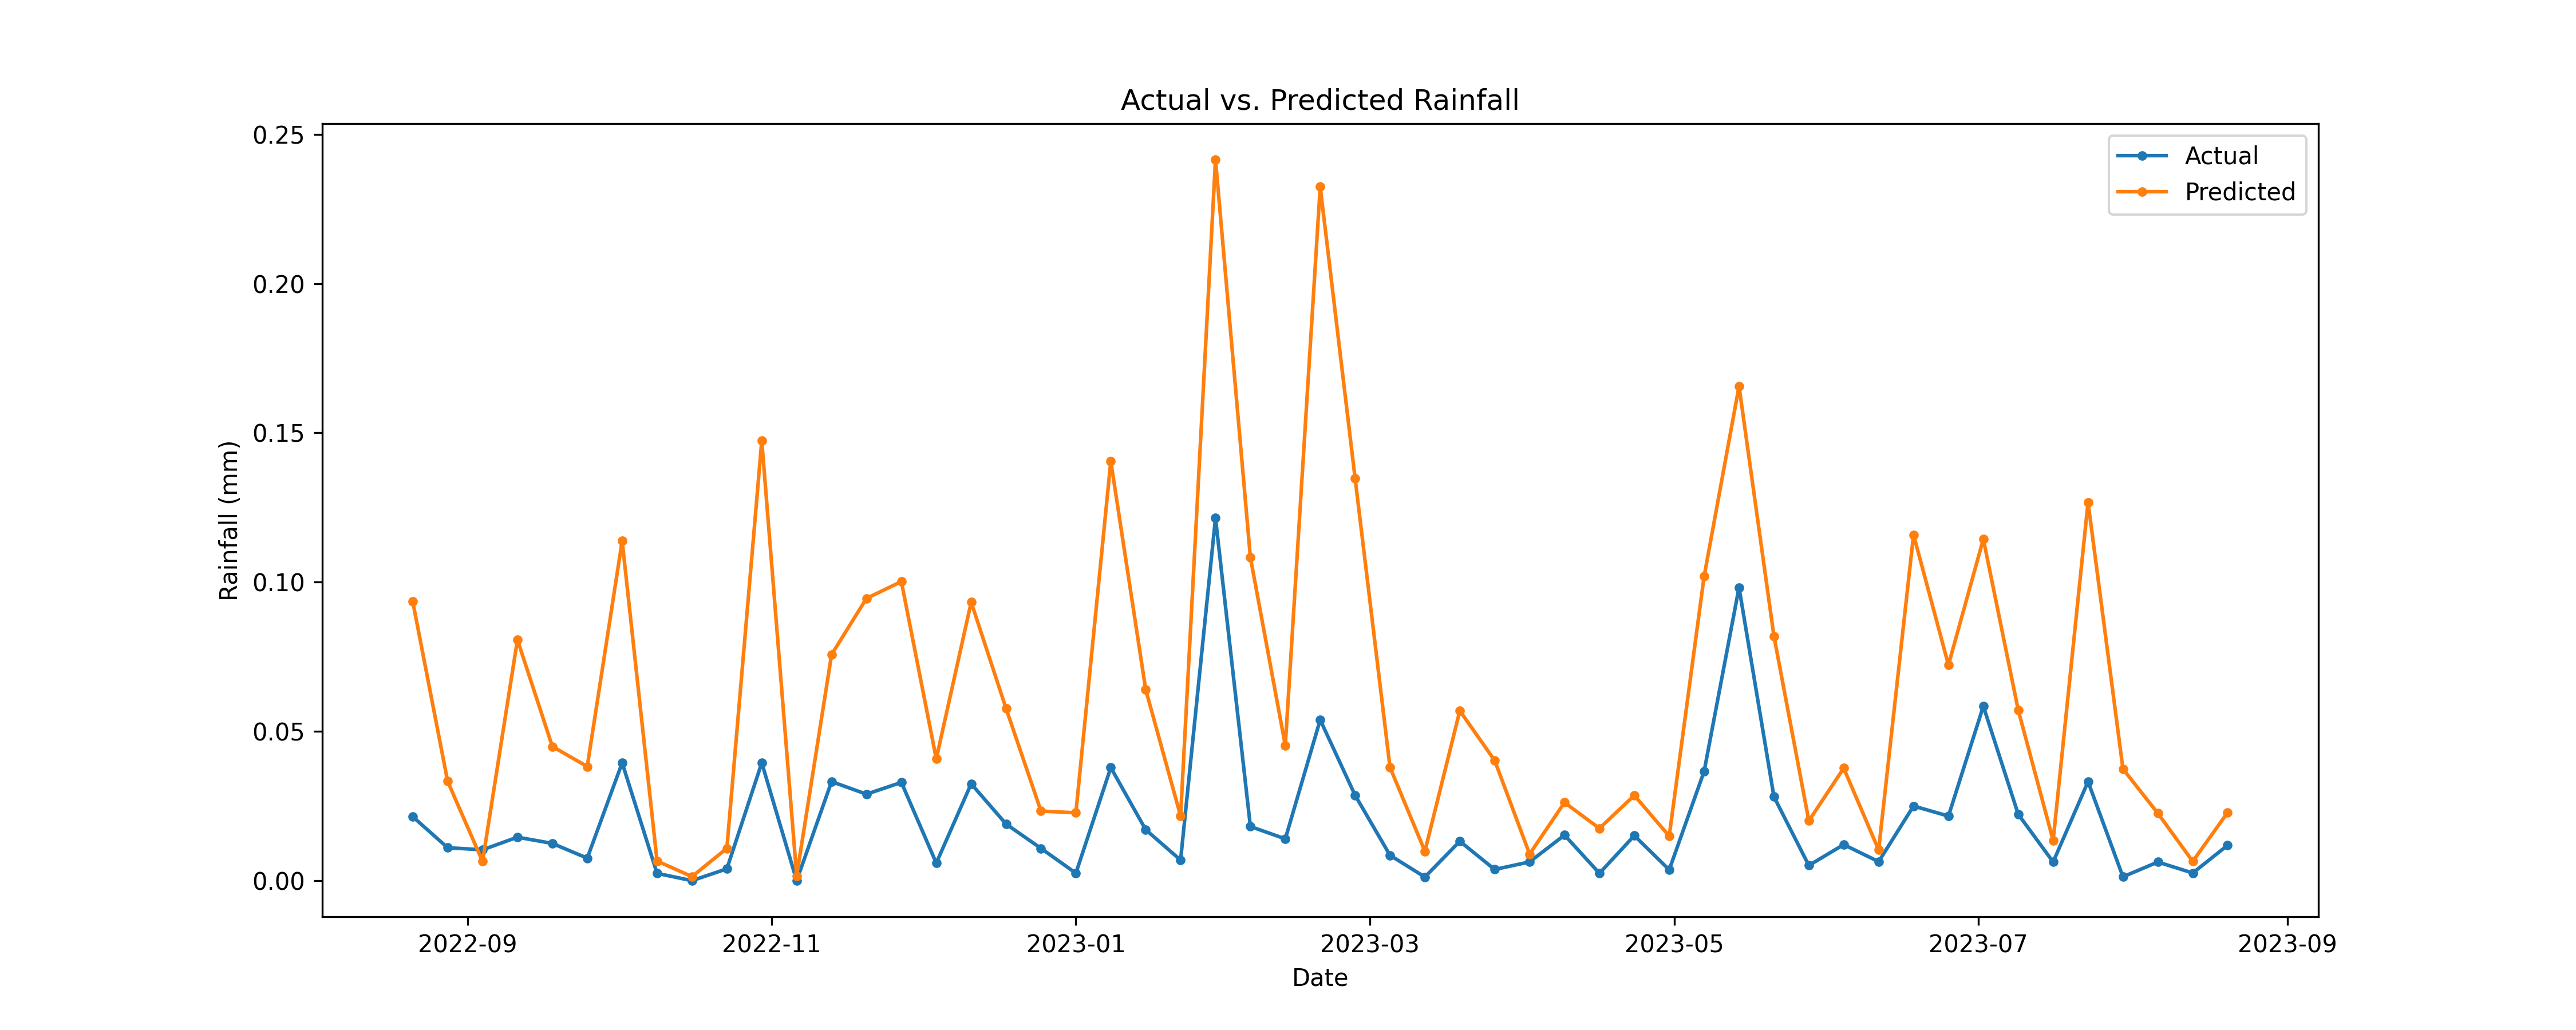 Actual vs. Predicted Rainfall
0.25
0.20
0.15
0.10
0.05
0.00
Rainfall (mm)
Actual
Predicted
2022-09 2022-11 2023-01 2023-03 2023-05 2023-07 2023-09
Date